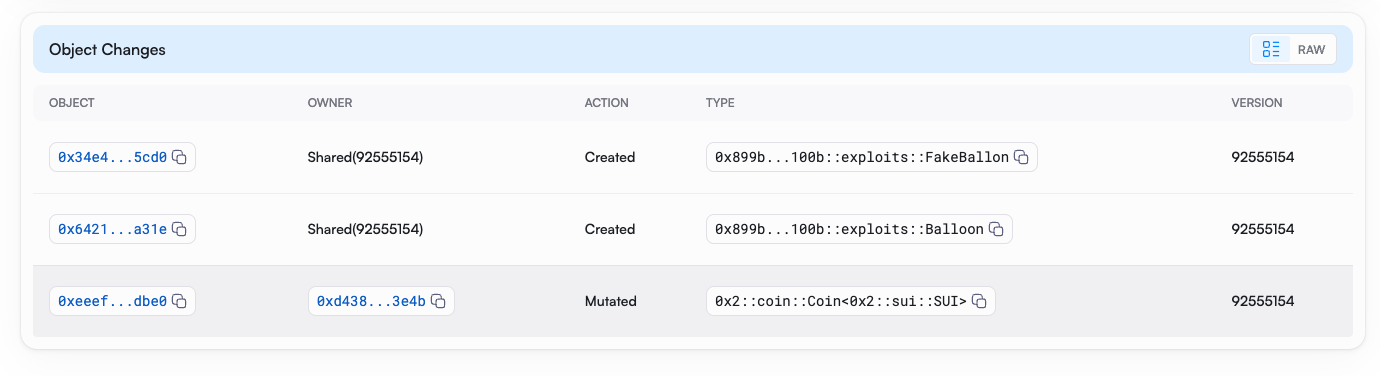 Object Changes RAW
OBJECT OWNER ACTION TYPE VERSION
0x34e4...5cd0 Shared(92555154) Created 0x899b...100b::exploits::FakeBallon 92555154
0x6421...a31e Shared(92555154) Created 0x899b...100b::exploits::Balloon 92555154
0xeeef...dbe0 0xd438...3e4b Mutated 0x2::coin::Coin<0x2::sui::SUI> 92555154